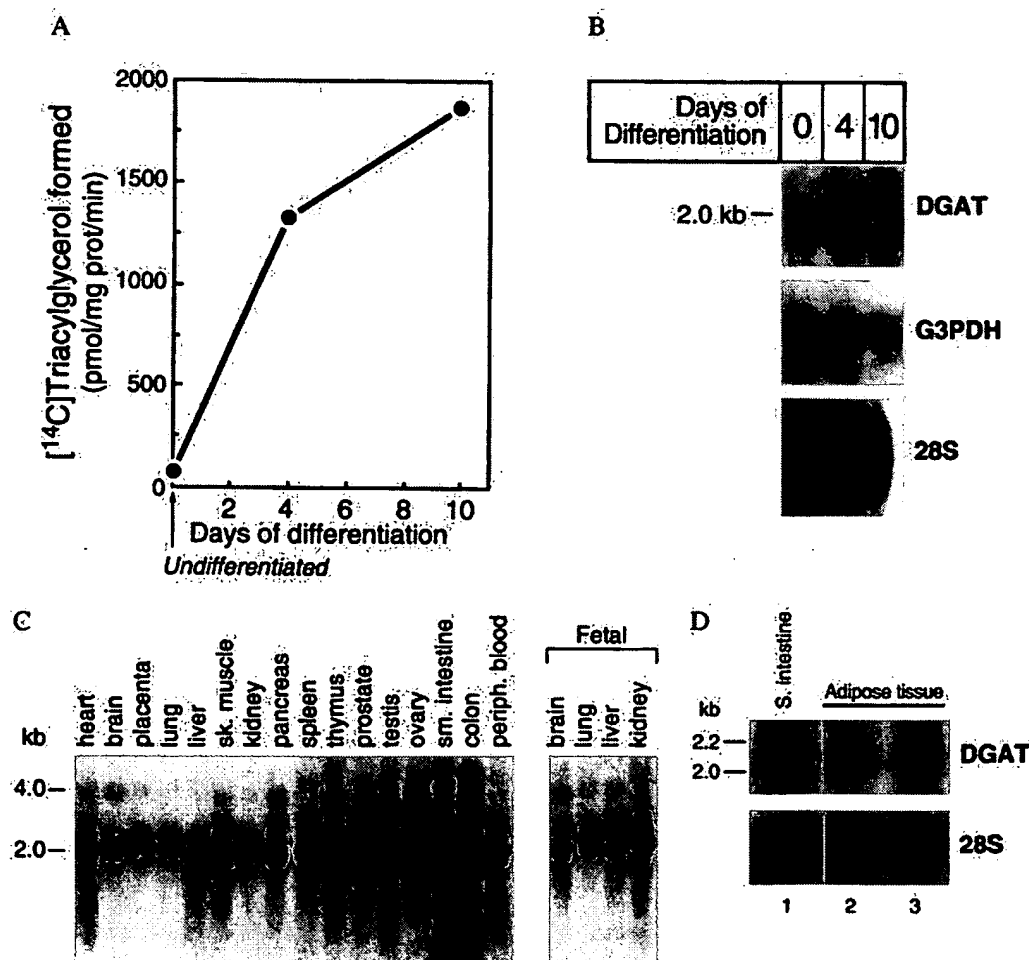 A
2000
1500
1000
500
0
2
4
6
8
10
[¹⁴C]Triacylglycerol formed
(pmol/mg prot/min)
Days of differentiation
Undifferentiated
B
Days of
Differentiation
0
4
10
2.0 kb
DGAT
G3PDH
28S
C
kb
4.0
2.0
heart
brain
placenta
lung
liver
sk. muscle
kidney
pancreas
spleen
thymus
prostate
testis
ovary
sm. intestine
colon
periph. blood
Fetal
brain
lung
liver
kidney
D
S. intestine
Adipose tissue
kb
2.2
2.0
DGAT
28S
1
2
3